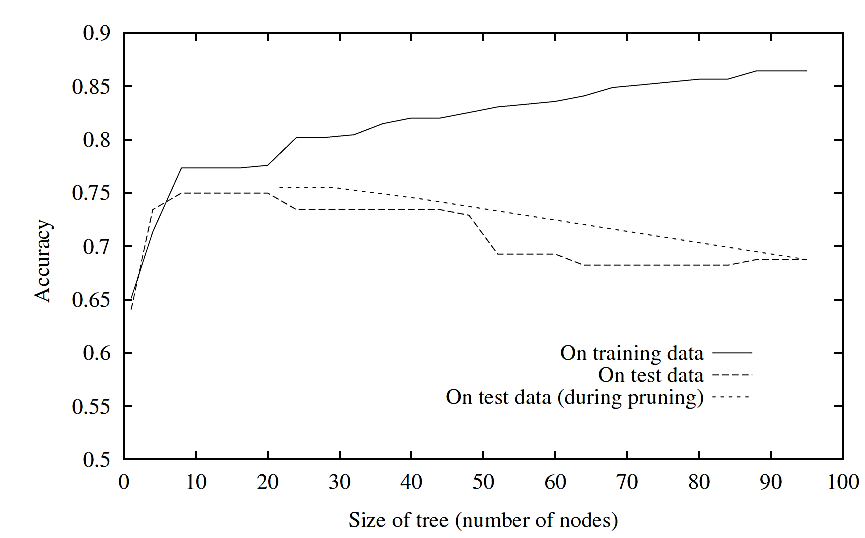 0.9
0.85
0.8
0.75
0.7
0.65
0.6
0.55
0.5
Accuracy
On training data
On test data
On test data (during pruning)
0 10 20 30 40 50 60 70 80 90 100
Size of tree (number of nodes)